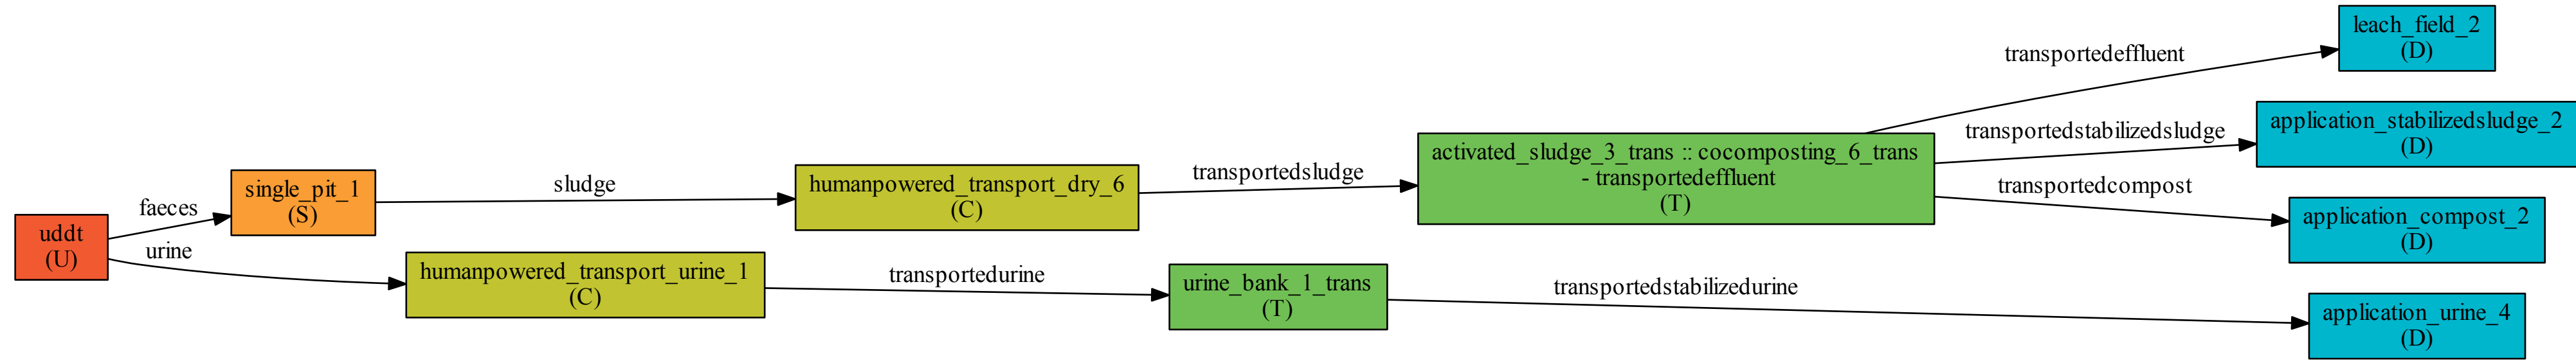 uddt
(U)
faeces
urine
single_pit_1
(S)
sludge
humanpowered_transport_urine_1
(C)
humanpowered_transport_dry_6
(C)
transportedurine
transportedsludge
urine_bank_1_trans
(T)
activated_sludge_3_trans :: cocomposting_6_trans
- transportedeffluent
(T)
transportedstabilizedurine
transportedeffluent
transportedstabilizedsludge
transportedcompost
leach_field_2
(D)
application_stabilizedsludge_2
(D)
application_compost_2
(D)
application_urine_4
(D)